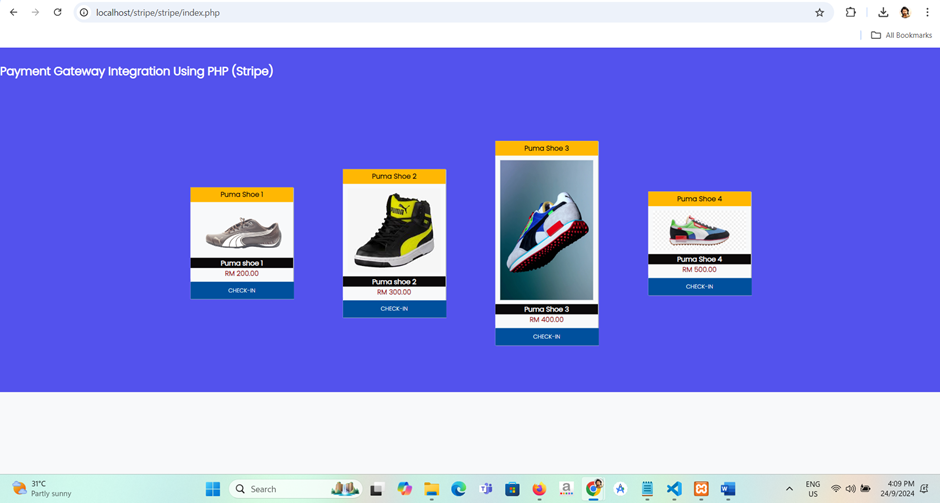 localhost/stripe/stripe/index.php
All Bookmarks
Payment Gateway Integration Using PHP (Stripe)
Puma Shoe 1
Puma shoe 1
RM 200.00
CHECK-IN
Puma Shoe 2
PUMA
Puma shoe 2
RM 300.00
CHECK-IN
Puma Shoe 3
Puma Shoe 3
RM 400.00
CHECK-IN
Puma Shoe 4
Puma Shoe 4
RM 500.00
CHECK-IN
31°C
Partly sunny
Search
ENG
US
4:09 PM
24/9/2024